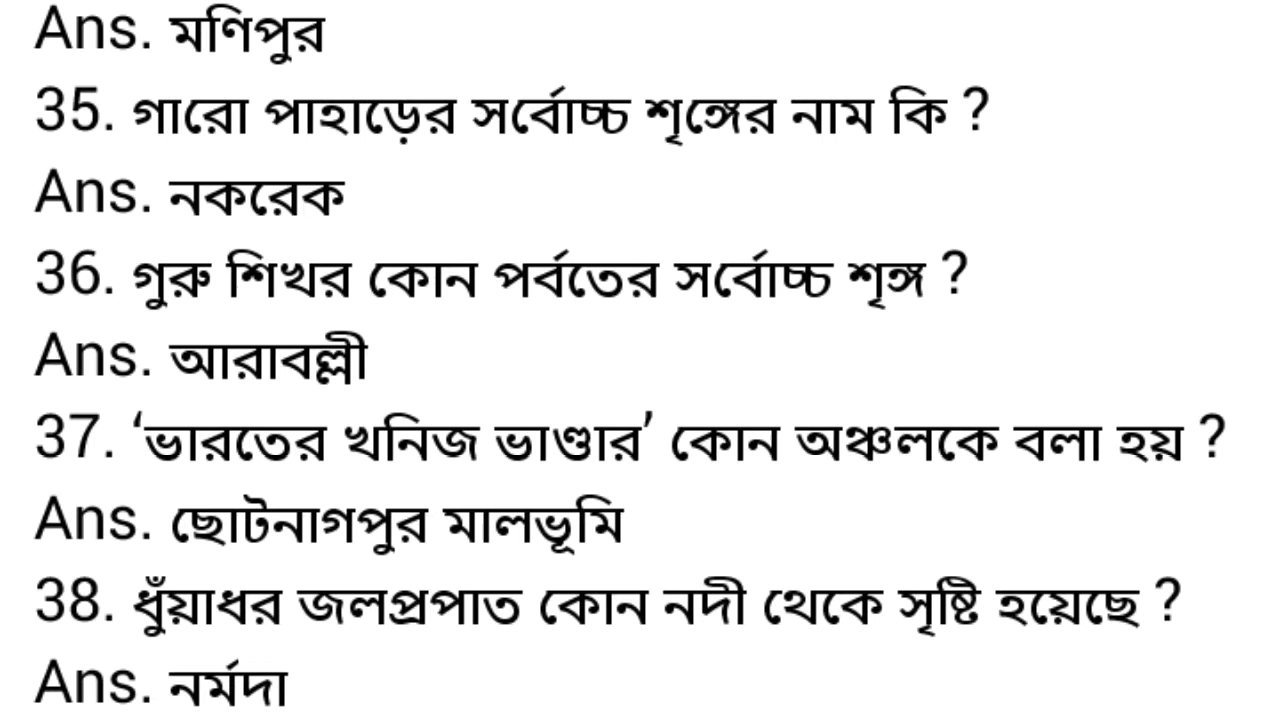 Ans. মণিপুর
35. গারো পাহাড়ের সর্বোচ্চ শৃঙ্গের নাম কি ?
Ans. নকরেক
36. গুরু শিখর কোন পর্বতের সর্বোচ্চ শৃঙ্গ ?
Ans. আরাবল্লী
37. ‘ভারতের খনিজ ভাণ্ডার’ কোন অঞ্চলকে বলা হয় ?
Ans. ছোটনাগপুর মালভূমি
38. ধুঁয়াধর জলপ্রপাত কোন নদী থেকে সৃষ্টি হয়েছে ?
Ans. নর্মদা